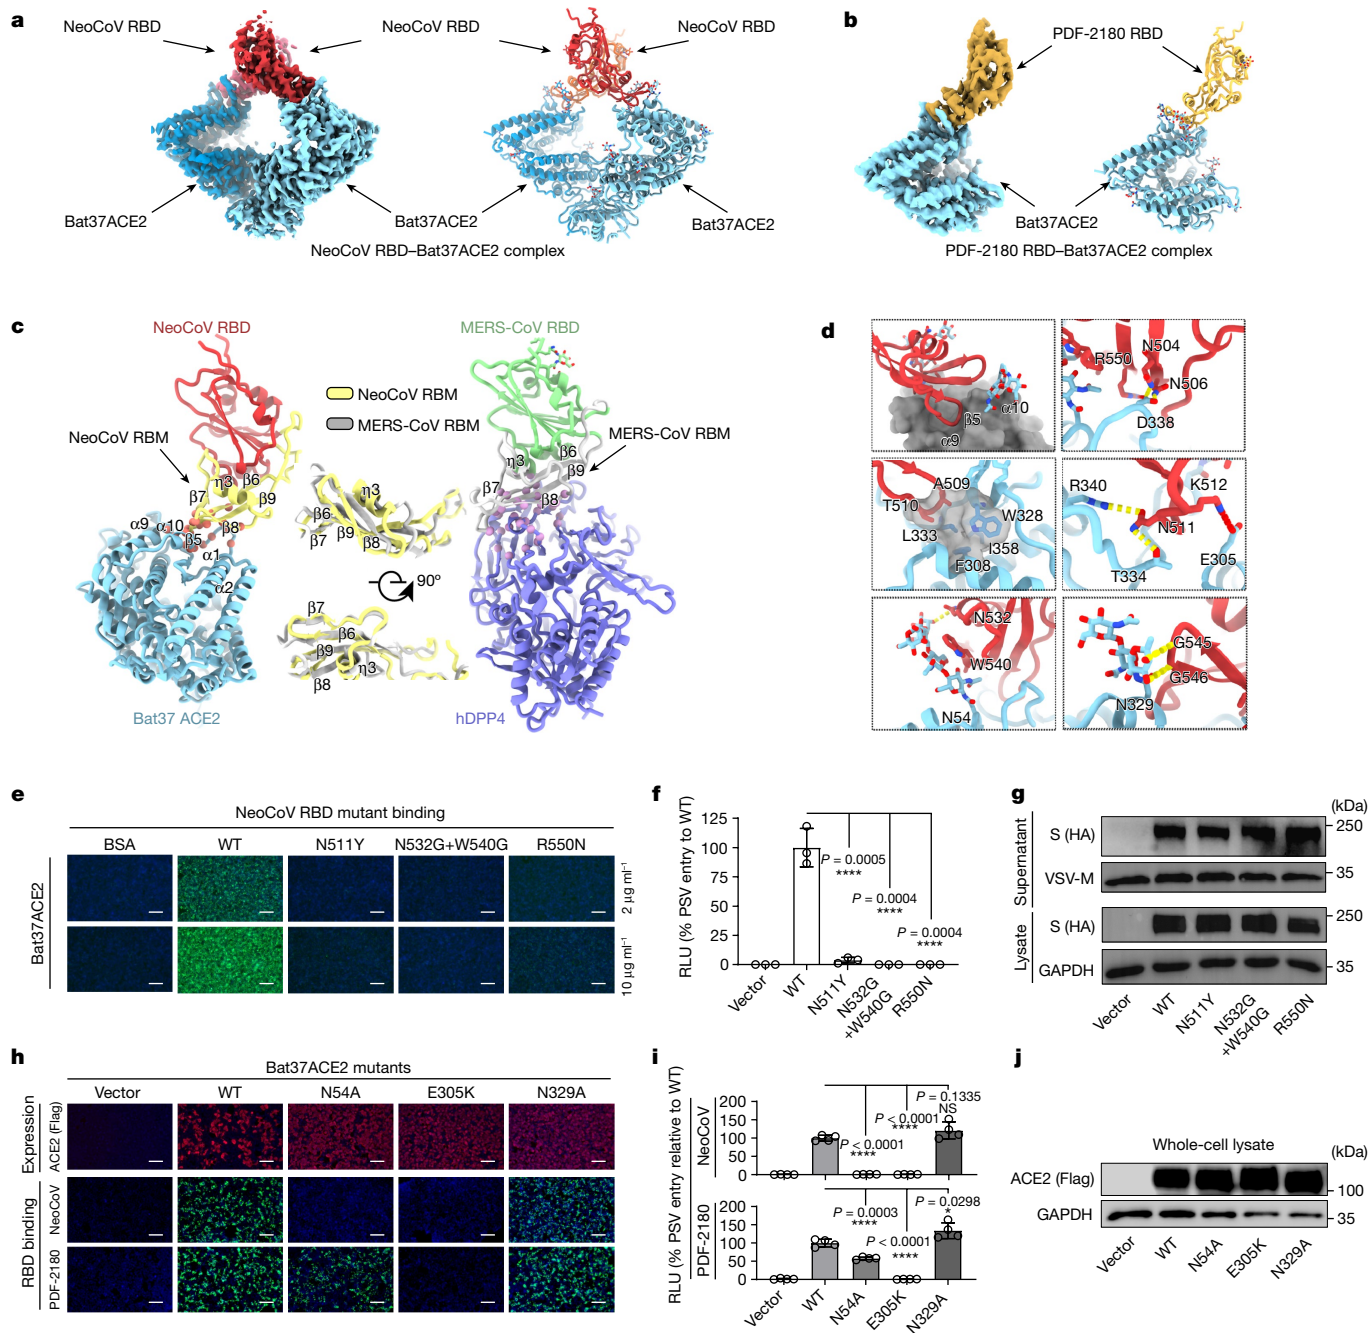 a
NeoCoV RBD
NeoCoV RBD
NeoCoV RBD
Bat37ACE2
Bat37ACE2
Bat37ACE2
NeoCoV RBD–Bat37ACE2 complex
b
PDF-2180 RBD
Bat37ACE2
PDF-2180 RBD–Bat37ACE2 complex
c
NeoCoV RBD
MERS-CoV RBD
NeoCoV RBM
MERS-CoV RBM
NeoCoV RBM
MERS-CoV RBM
η3
β6
β7
β9
α9
α10
β8
β5
α1
α2
η3
β6
β9
β7
β8
90°
β7
β6
β9
η3
β8
β6
η3
β9
β7
β8
Bat37 ACE2
hDPP4
d
α10
β5
α9
R550
N504
N506
D338
A509
T510
W328
L333
I358
F308
R340
K512
N511
T334
E305
N532
W540
N54
G545
G546
N329
e
NeoCoV RBD mutant binding
BSA
WT
N511Y
N532G+W540G
R550N
Bat37ACE2
2 µg ml⁻¹
10 µg ml⁻¹
f
RLU (% PSV entry to WT)
125
100
75
50
25
0
P = 0.0005
****
P = 0.0004
****
P = 0.0004
****
Vector
WT
N511Y
N532G
+W540G
R550N
g
(kDa)
Supernatant
S (HA)
250
VSV-M
35
Lysate
S (HA)
250
GAPDH
35
Vector
WT
N511Y
N532G
+W540G
R550N
h
Bat37ACE2 mutants
Vector
WT
N54A
E305K
N329A
Expression
ACE2 (Flag)
RBD binding
NeoCoV
PDF-2180
i
RLU (% PSV entry relative to WT)
NeoCoV
200
150
100
50
0
P < 0.0001
****
P < 0.0001
****
P = 0.1335
NS
PDF-2180
200
150
100
50
0
P = 0.0003
****
P < 0.0001
****
P = 0.0298
*
Vector
WT
N54A
E305K
N329A
j
Whole-cell lysate
(kDa)
ACE2 (Flag)
100
GAPDH
35
Vector
WT
N54A
E305K
N329A